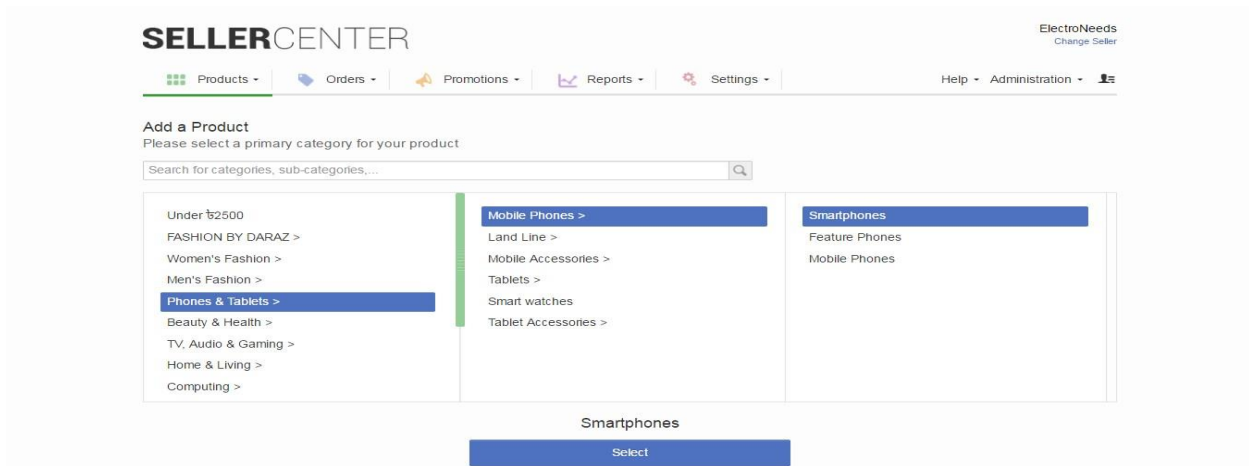 SELLERCENTER
ElectroNeeds
Change Seller
Products
Orders
Promotions
Reports
Settings
Help
Administration
Add a Product
Please select a primary category for your product
Search for categories, sub-categories,...
Under ৳2500
FASHION BY DARAZ >
Women's Fashion >
Men's Fashion >
Phones & Tablets >
Beauty & Health >
TV, Audio & Gaming >
Home & Living >
Computing >
Mobile Phones >
Land Line >
Mobile Accessories >
Tablets >
Smart watches
Tablet Accessories >
Smartphones
Feature Phones
Mobile Phones
Smartphones
Select